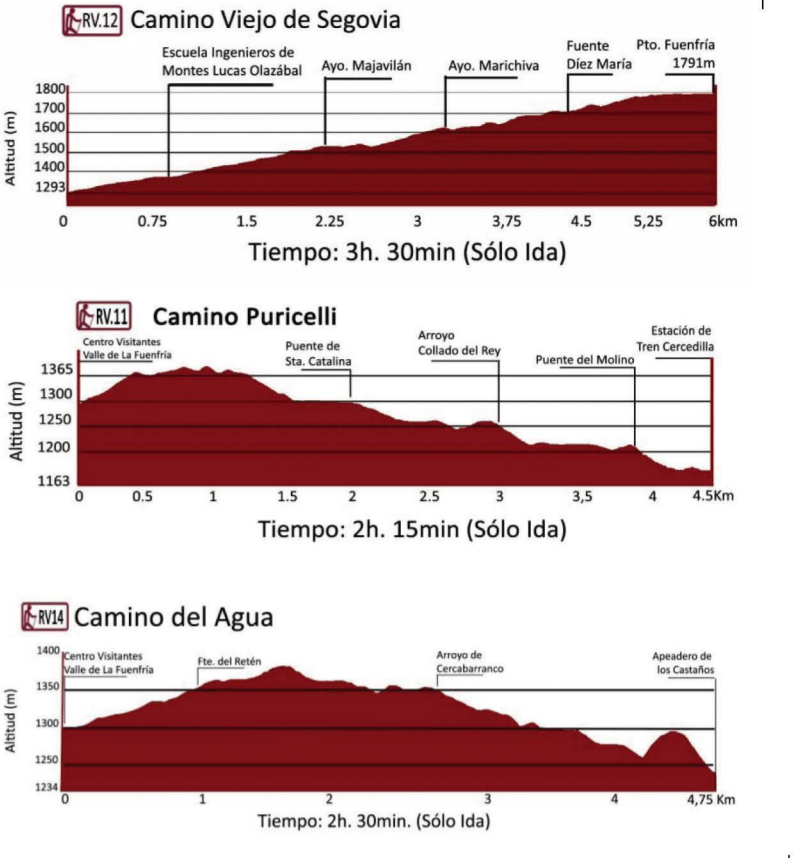 RV.12 Camino Viejo de Segovia
Escuela Ingenieros de
Montes Lucas Olazábal
Ayo. Majavilán
Ayo. Marichiva
Fuente
Díez María
Pto. Fuenfría
1791m
Altitud (m)
1800
1700
1600
1500
1400
1293
0 0.75 1.5 2.25 3 3,75 4.5 5,25 6km
Tiempo: 3h. 30min (Sólo Ida)
RV.11 Camino Puricelli
Centro Visitantes
Valle de La Fuenfría
Puente de
Sta. Catalina
Arroyo
Collado del Rey
Puente del Molino
Estación de
Tren Cercedilla
Altitud (m)
1365
1300
1250
1200
1163
0 0.5 1 1.5 2 2.5 3 3,5 4 4.5Km
Tiempo: 2h. 15min (Sólo Ida)
RV14 Camino del Agua
Centro Visitantes
Valle de La Fuenfría
Fte. del Retén
Arroyo de
Cercabarranco
Apeadero de
los Castaños
Altitud (m)
1400
1350
1300
1250
1234
0 1 2 3 4 4,75 Km
Tiempo: 2h. 30min. (Sólo Ida)